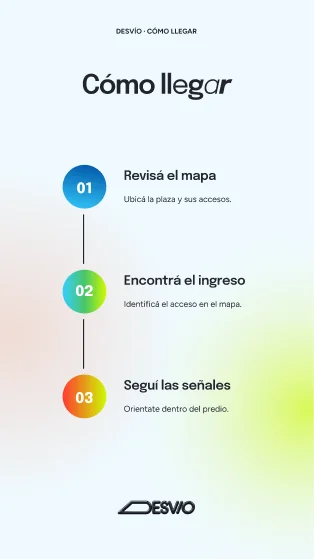 DESVÍO · CÓMO LLEGAR
Cómo llegar
01
Revisá el mapa
Ubicá la plaza y sus accesos.
02
Encontrá el ingreso
Identificá el acceso en el mapa.
03
Seguí las señales
Orientate dentro del predio.
DESVIO